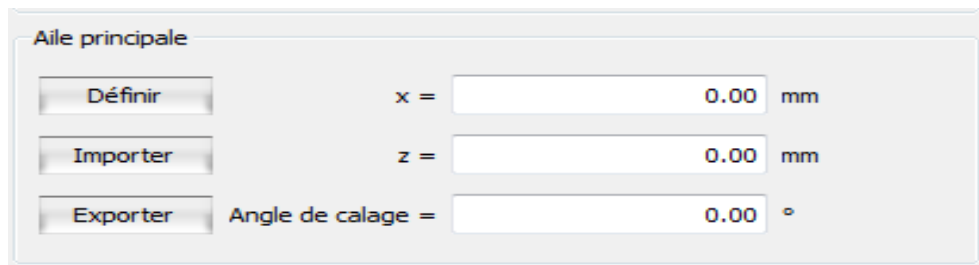 Aile principale
Définir x = 0.00 mm
Importer z = 0.00 mm
Exporter Angle de calage = 0.00 °